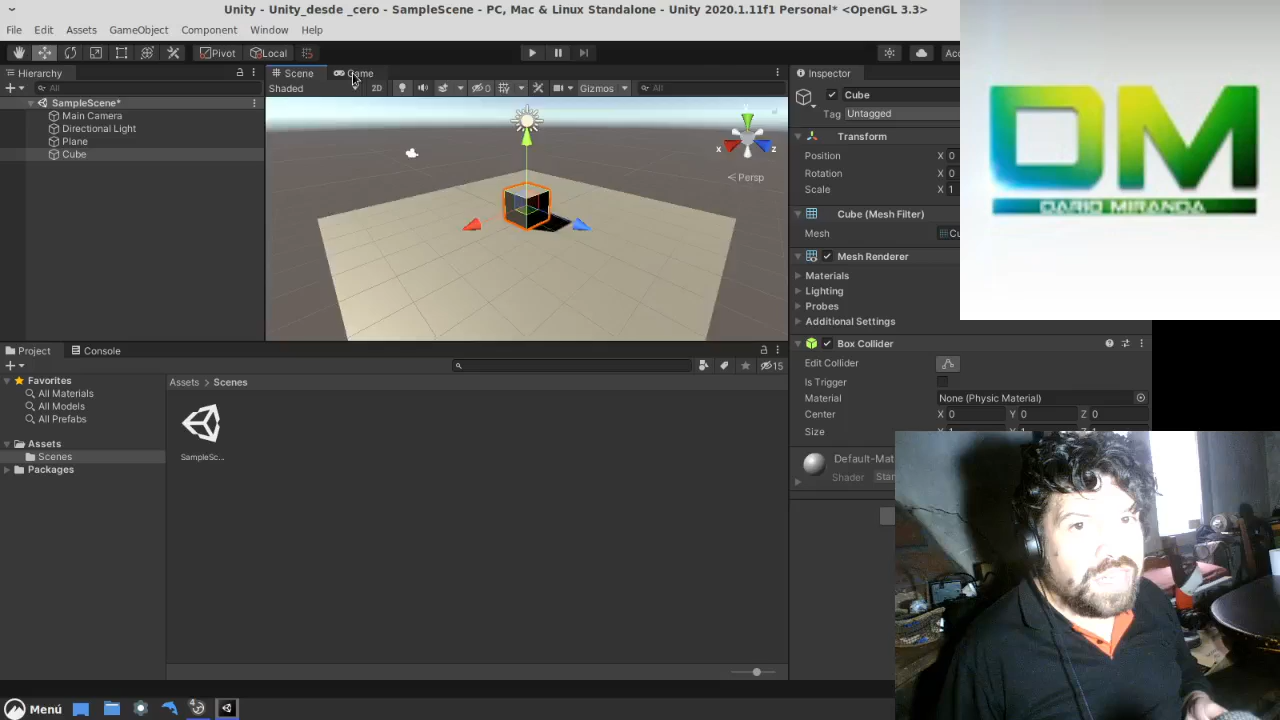 Unity - Unity_desde _cero - SampleScene - PC, Mac & Linux Standalone - Unity 2020.1.11f1 Personal* <OpenGL 3.3>
File Edit Assets GameObject Component Window Help
Pivot Local
Hierarchy
All
SampleScene*
Main Camera
Directional Light
Plane
Cube
Scene Game
Shaded 2D 0 Gizmos All
y
x z
Persp
Inspector
Cube
Tag Untagged
Transform
Position X 0
Rotation X 0
Scale X 1
Cube (Mesh Filter)
Mesh
Mesh Renderer
Materials
Lighting
Probes
Additional Settings
Box Collider
Edit Collider
Is Trigger
Material None (Physic Material)
Center X 0 Y 0 Z 0
Size
Default-Mat
Shader Stan
Project Console
15
Favorites
All Materials
All Models
All Prefabs
Assets
Scenes
Packages
Assets > Scenes
SampleSc...
DM
DARIO MIRANDA
Menú